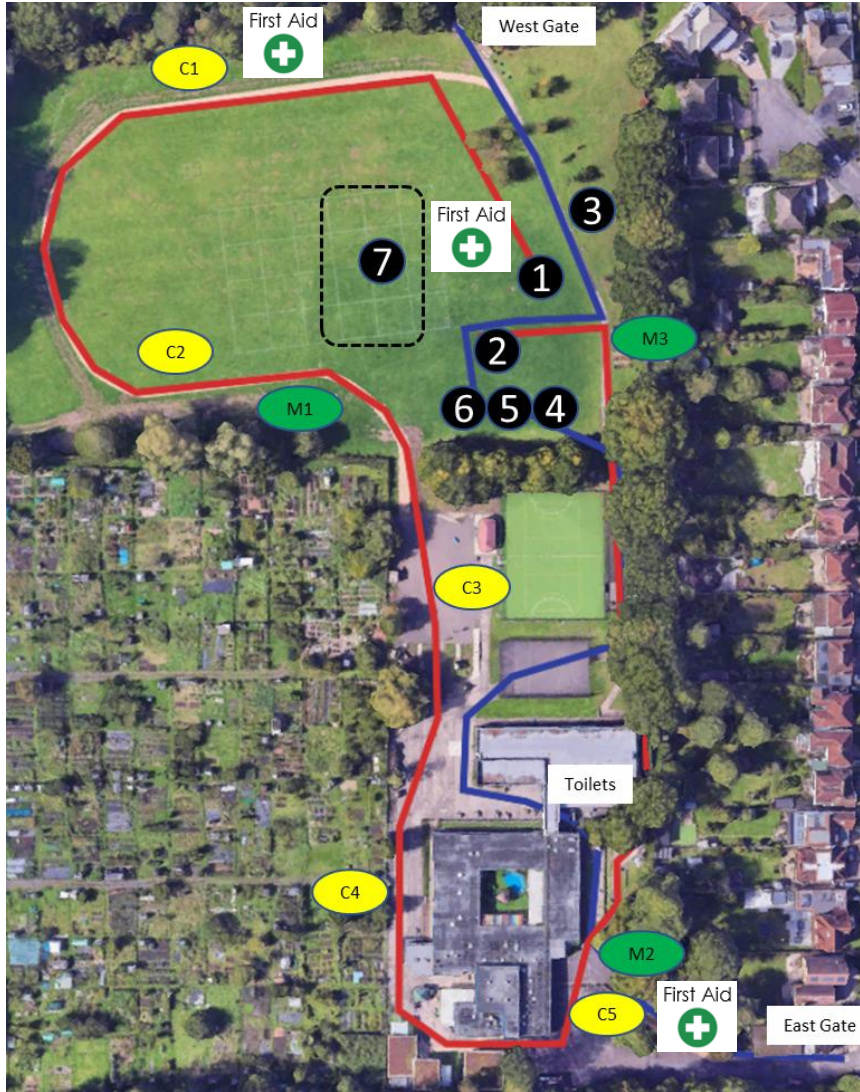 First Aid
West Gate
C1
3
First Aid
7
1
C2
2
M3
M1
6
5
4
C3
Toilets
C4
M2
First Aid
C5
East Gate